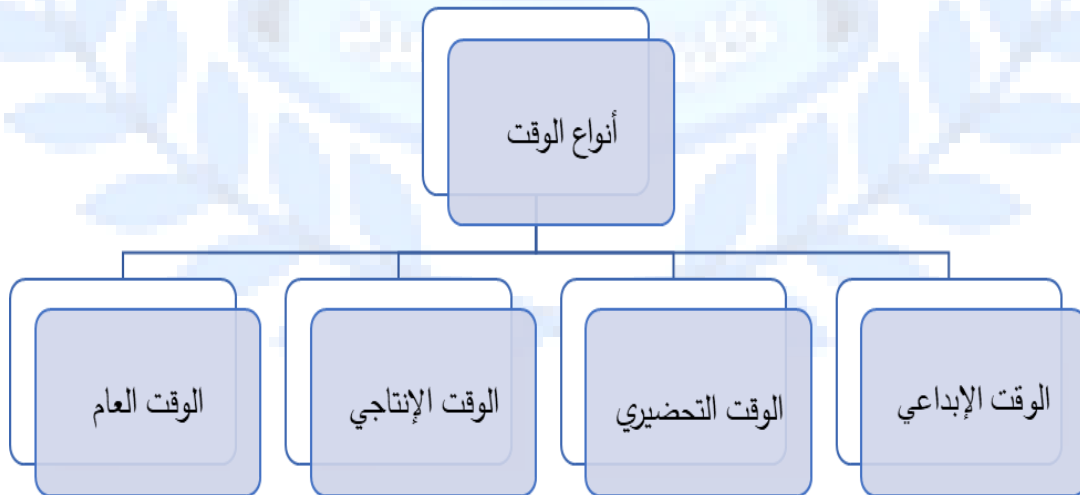 أنواع الوقت
الوقت الإبداعي
الوقت التحضيري
الوقت الإنتاجي
الوقت العام